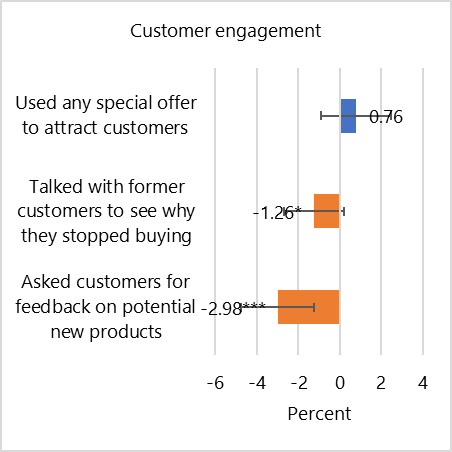 Customer engagement
Used any special offer
to attract customers
0.76
Talked with former
customers to see why
they stopped buying
-1.26*
Asked customers for
feedback on potential
new products
-2.98***
-6 -4 -2 0 2 4
Percent